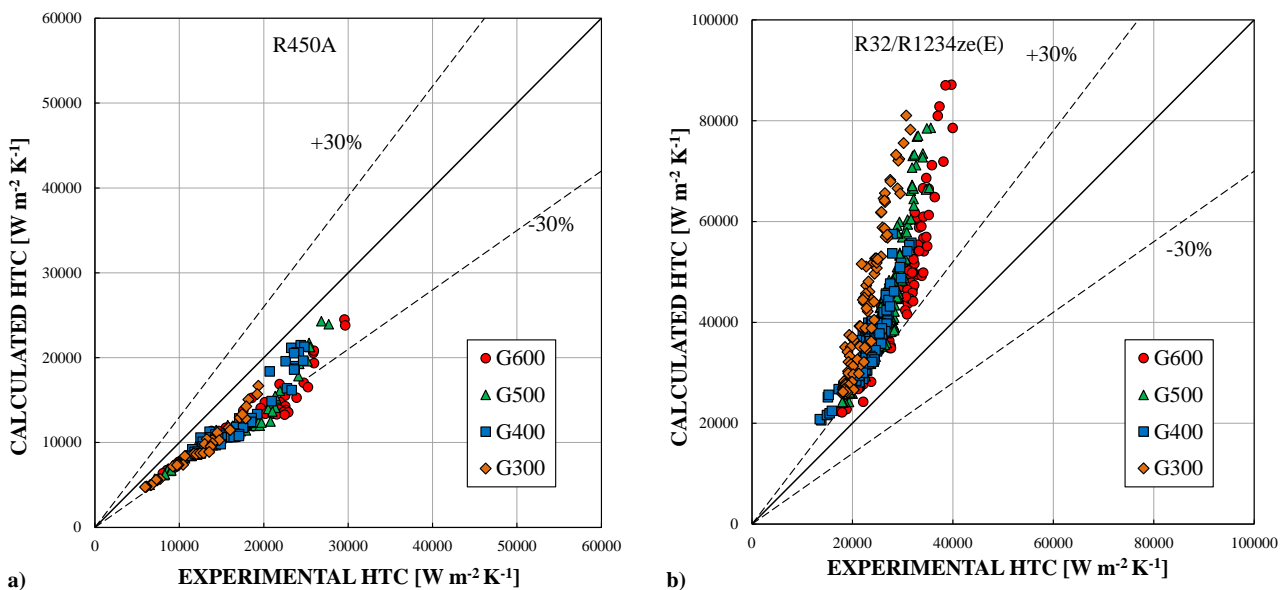 R450A
+30%
-30%
CALCULATED HTC [W m-2 K-1]
60000
50000
40000
30000
20000
10000
0
0 10000 20000 30000 40000 50000 60000
EXPERIMENTAL HTC [W m-2 K-1]
G600
G500
G400
G300
a)
R32/R1234ze(E)
+30%
-30%
CALCULATED HTC [W m-2 K-1]
100000
80000
60000
40000
20000
0
0 20000 40000 60000 80000 100000
EXPERIMENTAL HTC [W m-2 K-1]
G600
G500
G400
G300
b)